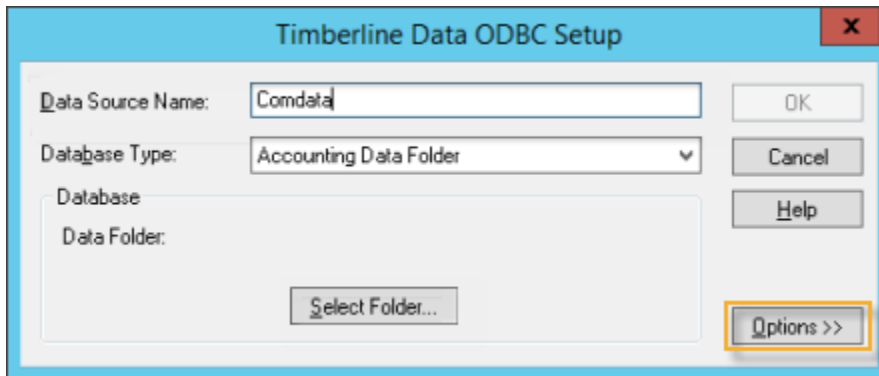 Timberline Data ODBC Setup
x
Data Source Name: Comdata
OK
Database Type: Accounting Data Folder
Cancel
Database
Help
Data Folder:
Select Folder...
Options >>